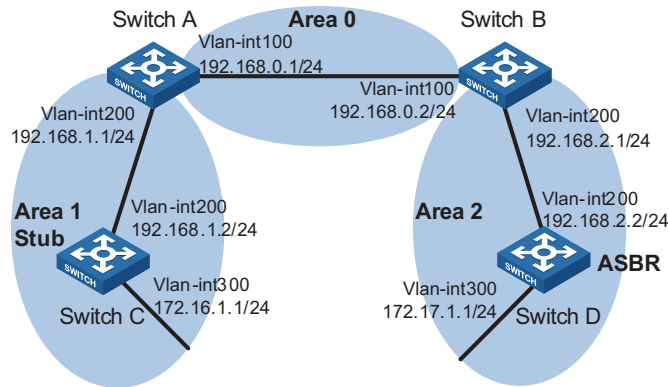 Switch A
Area 0
Switch B
Vlan-int100
192.168.0.1/24
SWITCH
Vlan-int100
192.168.0.2/24
SWITCH
Vlan-int200
192.168.1.1/24
Vlan-int200
192.168.2.1/24
Area 1
Stub
Vlan-int200
192.168.1.2/24
Area 2
Vlan-int200
192.168.2.2/24
SWITCH
SWITCH
ASBR
Vlan-int300
172.16.1.1/24
Vlan-int300
172.17.1.1/24
Switch C
Switch D